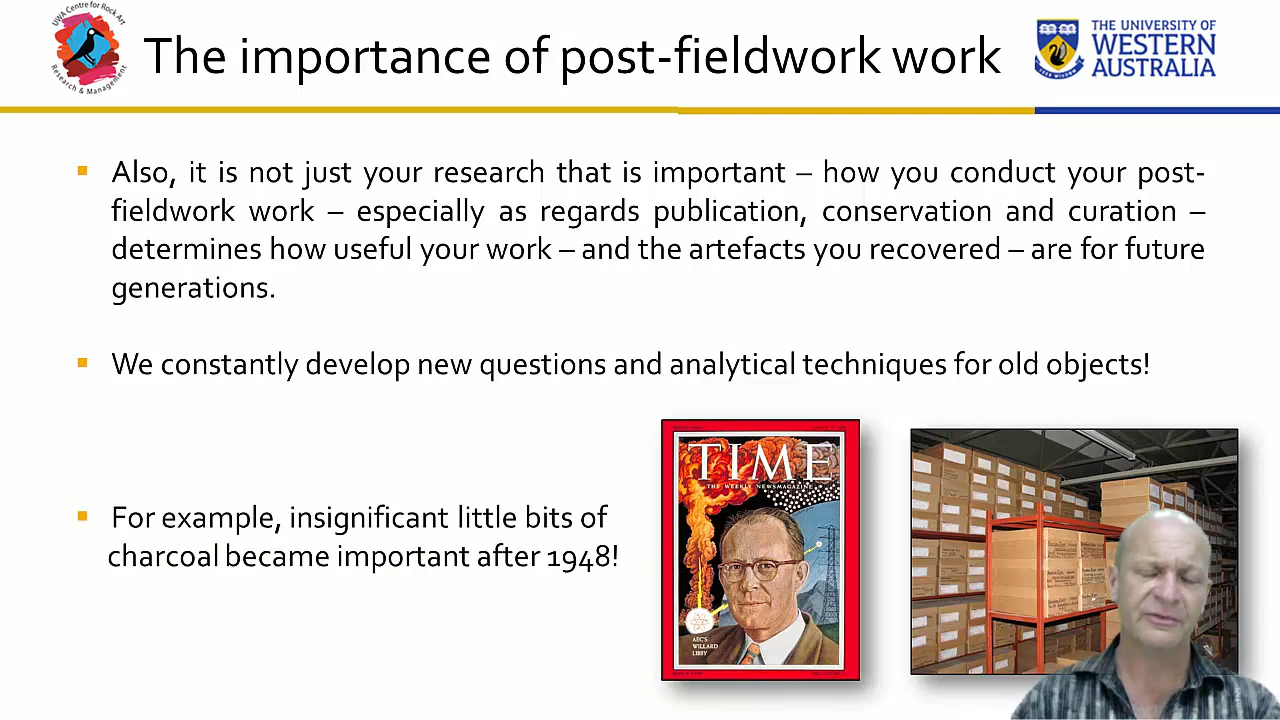 UWA Centre for Rock Art
Research & Management
The importance of post-fieldwork work
THE UNIVERSITY OF
WESTERN
AUSTRALIA
▪ Also, it is not just your research that is important – how you conduct your post-
fieldwork work – especially as regards publication, conservation and curation –
determines how useful your work – and the artefacts you recovered – are for future
generations.
▪ We constantly develop new questions and analytical techniques for old objects!
▪ For example, insignificant little bits of
charcoal became important after 1948!
TIME
THE WEEKLY NEWSMAGAZINE
AEC'S
WILLARD
LIBBY